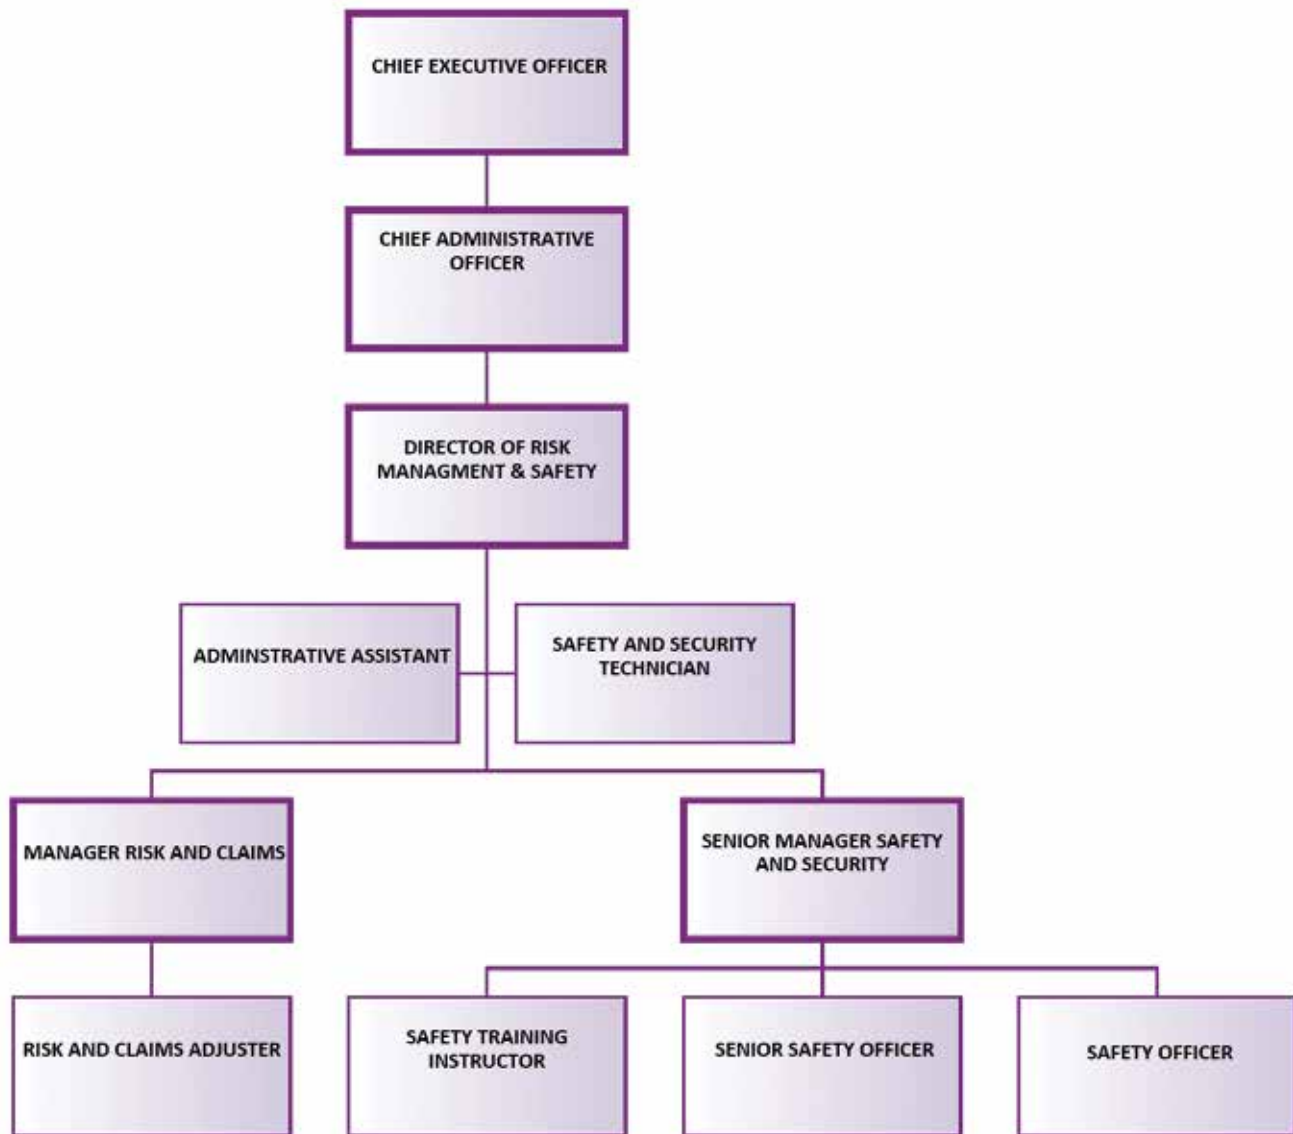 CHIEF EXECUTIVE OFFICER
CHIEF ADMINISTRATIVE
OFFICER
DIRECTOR OF RISK
MANAGMENT & SAFETY
ADMINSTRATIVE ASSISTANT
SAFETY AND SECURITY
TECHNICIAN
MANAGER RISK AND CLAIMS
SENIOR MANAGER SAFETY
AND SECURITY
RISK AND CLAIMS ADJUSTER
SAFETY TRAINING
INSTRUCTOR
SENIOR SAFETY OFFICER
SAFETY OFFICER